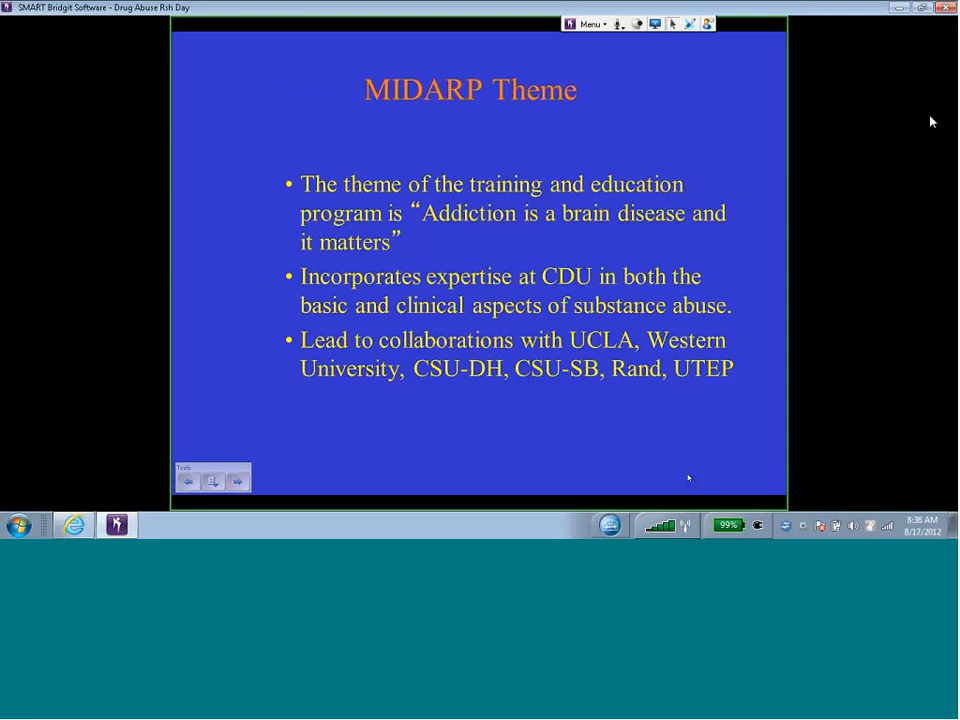 SMART Bridgit Software - Drug Abuse Rsh Day
Menu
MIDARP Theme
• The theme of the training and education
program is “Addiction is a brain disease and
it matters”
• Incorporates expertise at CDU in both the
basic and clinical aspects of substance abuse.
• Lead to collaborations with UCLA, Western
University, CSU-DH, CSU-SB, Rand, UTEP
Tools
99%
8:36 AM
8/17/2012